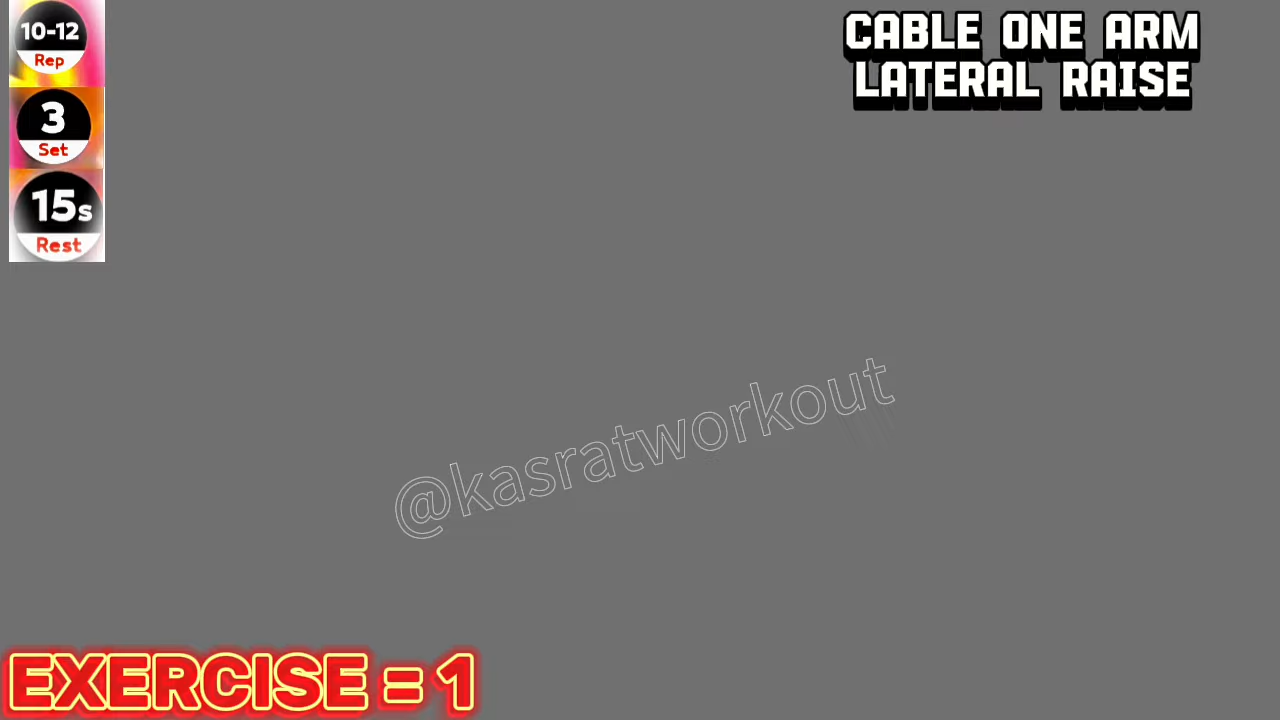 10-12
Rep
3
Set
15s
Rest
CABLE ONE ARM
LATERAL RAISE
@kasratworkout
EXERCISE = 1